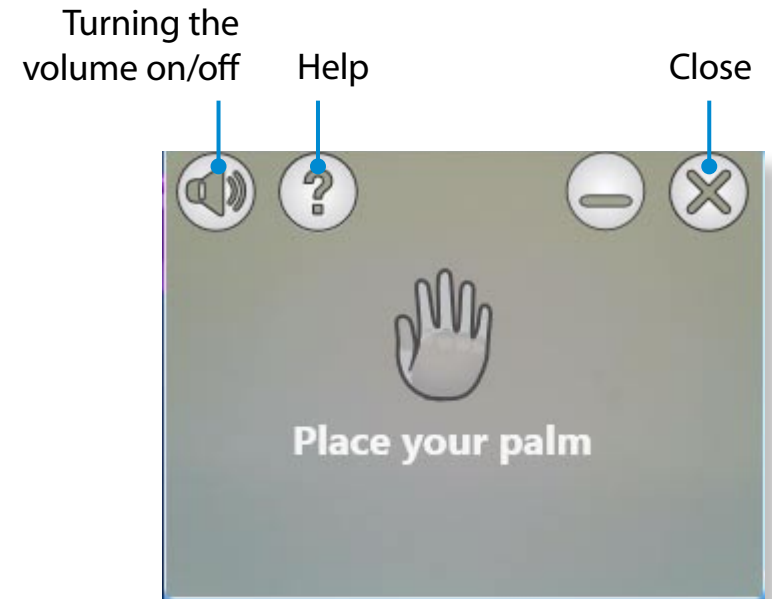 Turning the
volume on/off
Help
Close
?
Place your palm